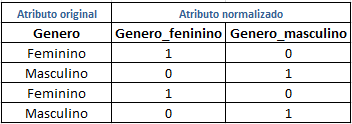 Atributo original Atributo normalizado
Genero Genero_feninino Genero_masculino
Feminino 1 0
Masculino 0 1
Feminino 1 0
Masculino 0 1